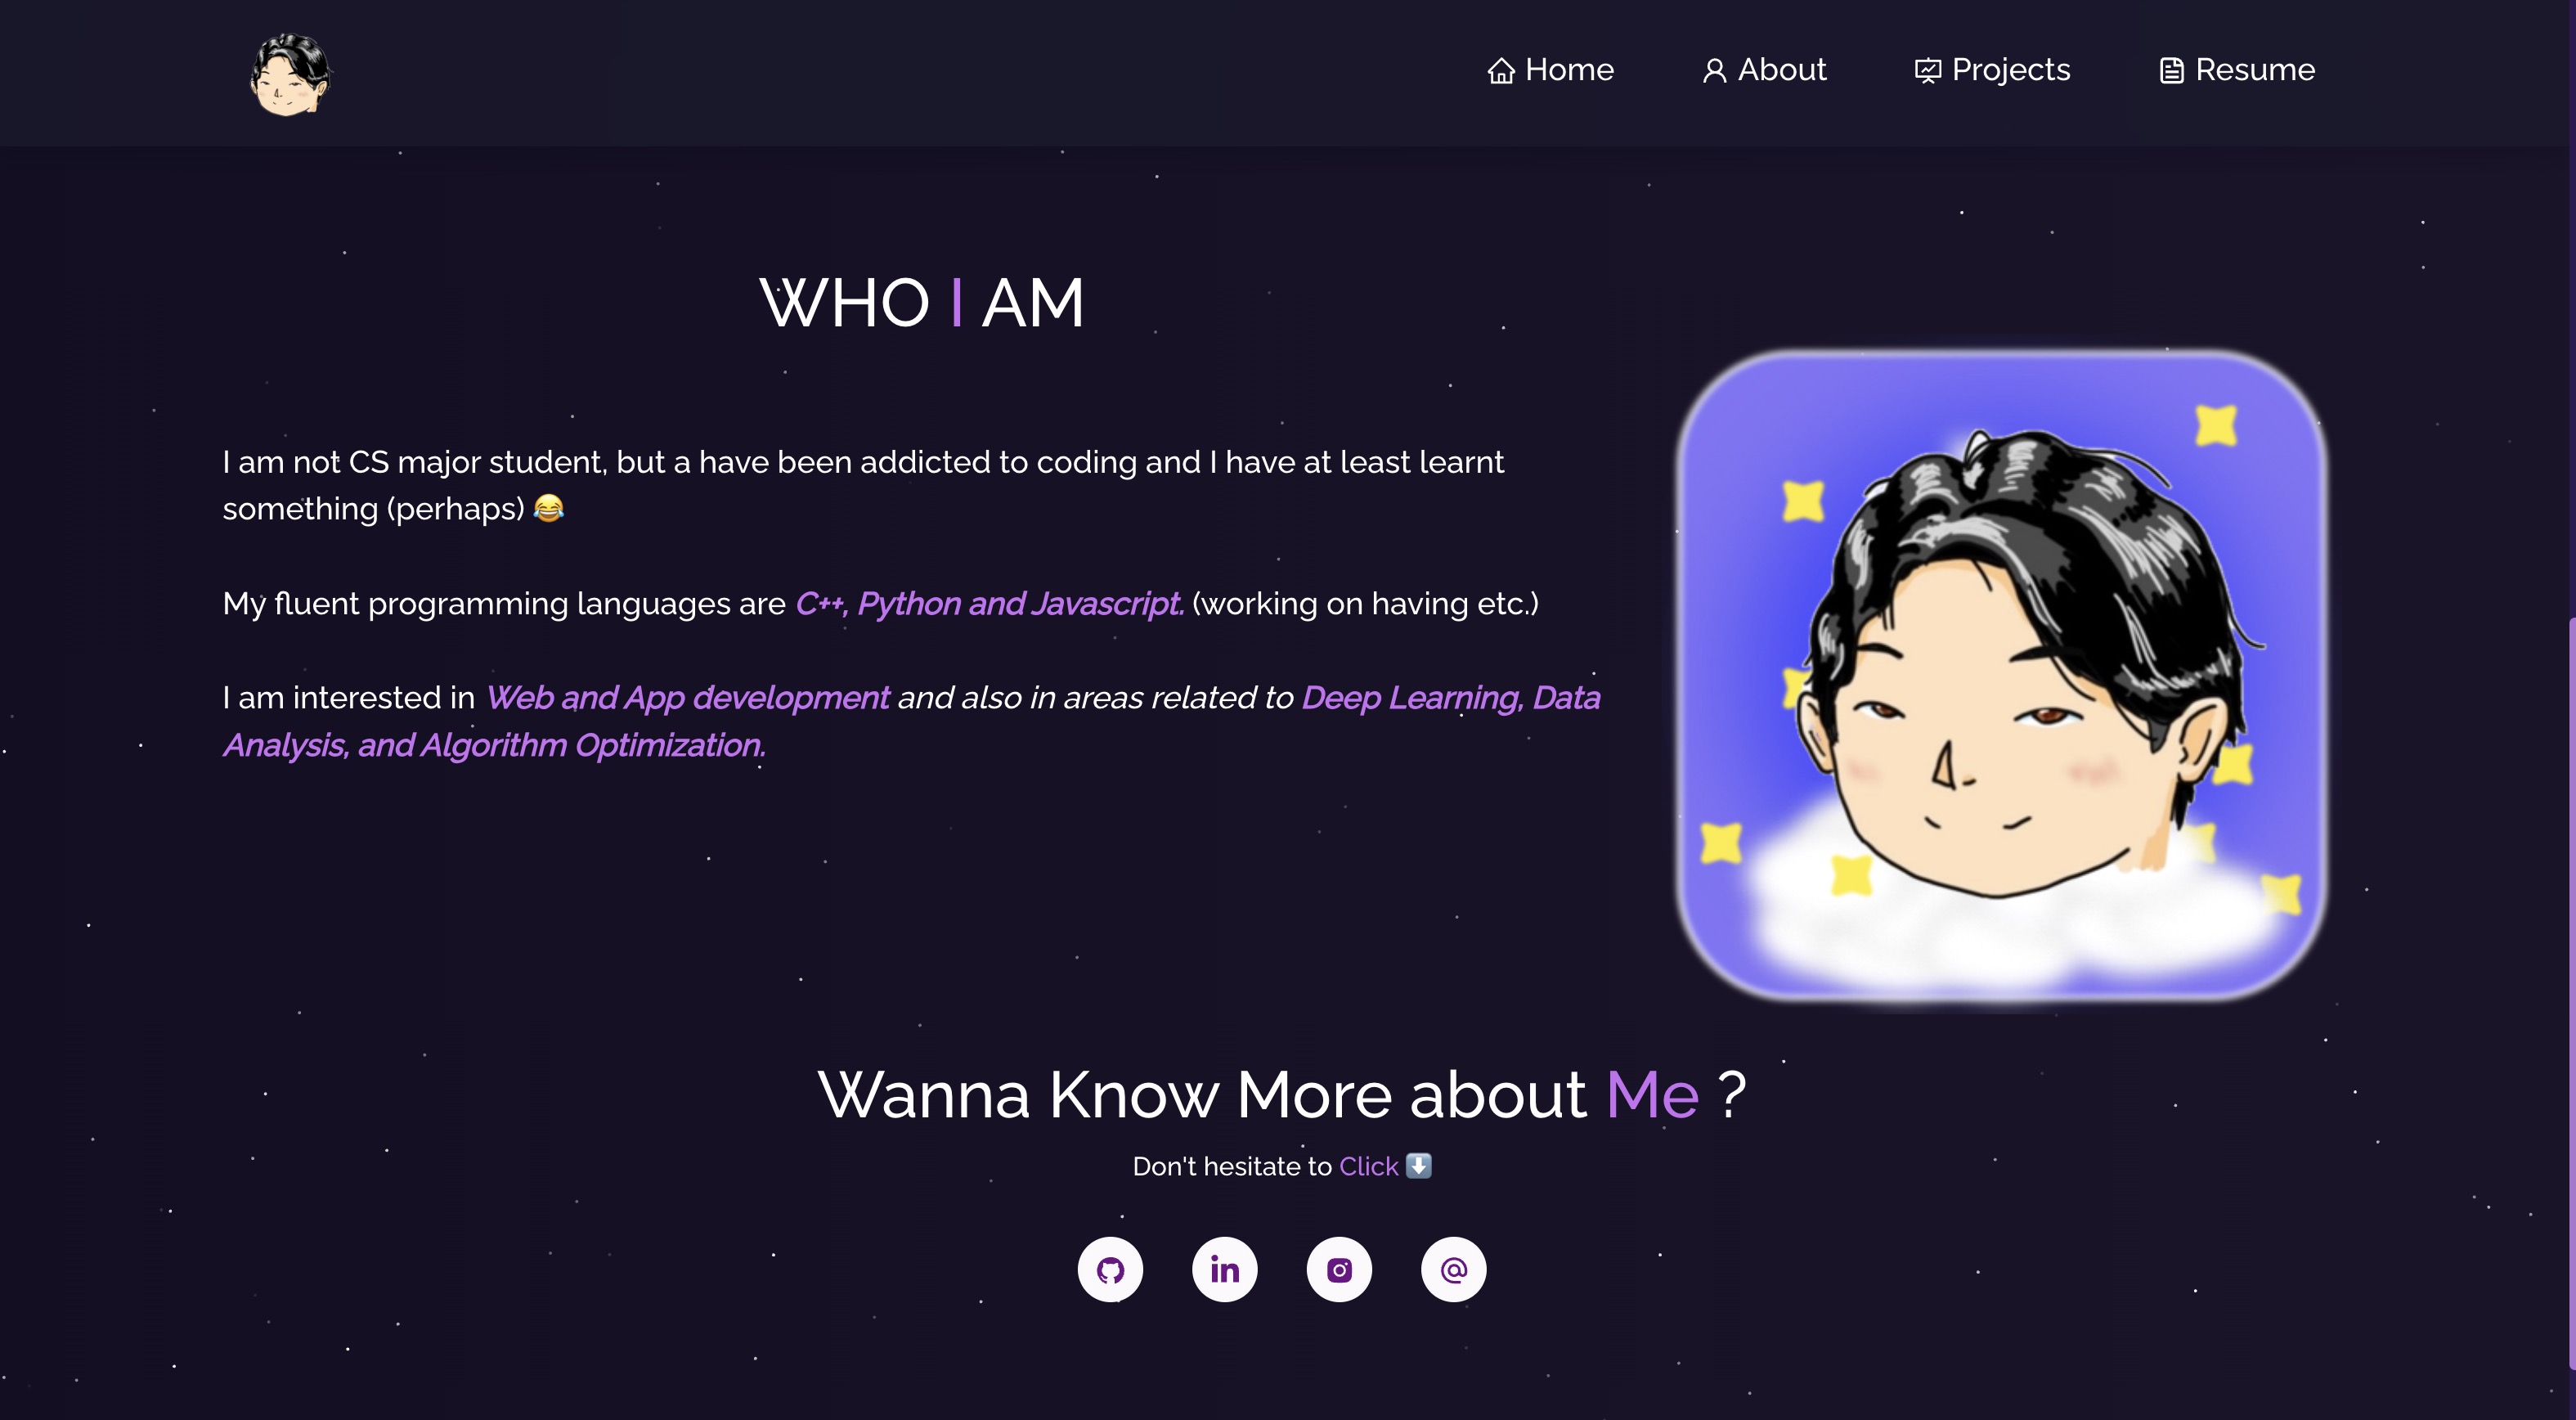 Home About Projects Resume
WHO I AM
I am not CS major student, but a have been addicted to coding and I have at least learnt
something (perhaps) 😂
My fluent programming languages are C++, Python and Javascript. (working on having etc.)
I am interested in Web and App development and also in areas related to Deep Learning, Data
Analysis, and Algorithm Optimization.
Wanna Know More about Me ?
Don't hesitate to Click ⬇️
in @